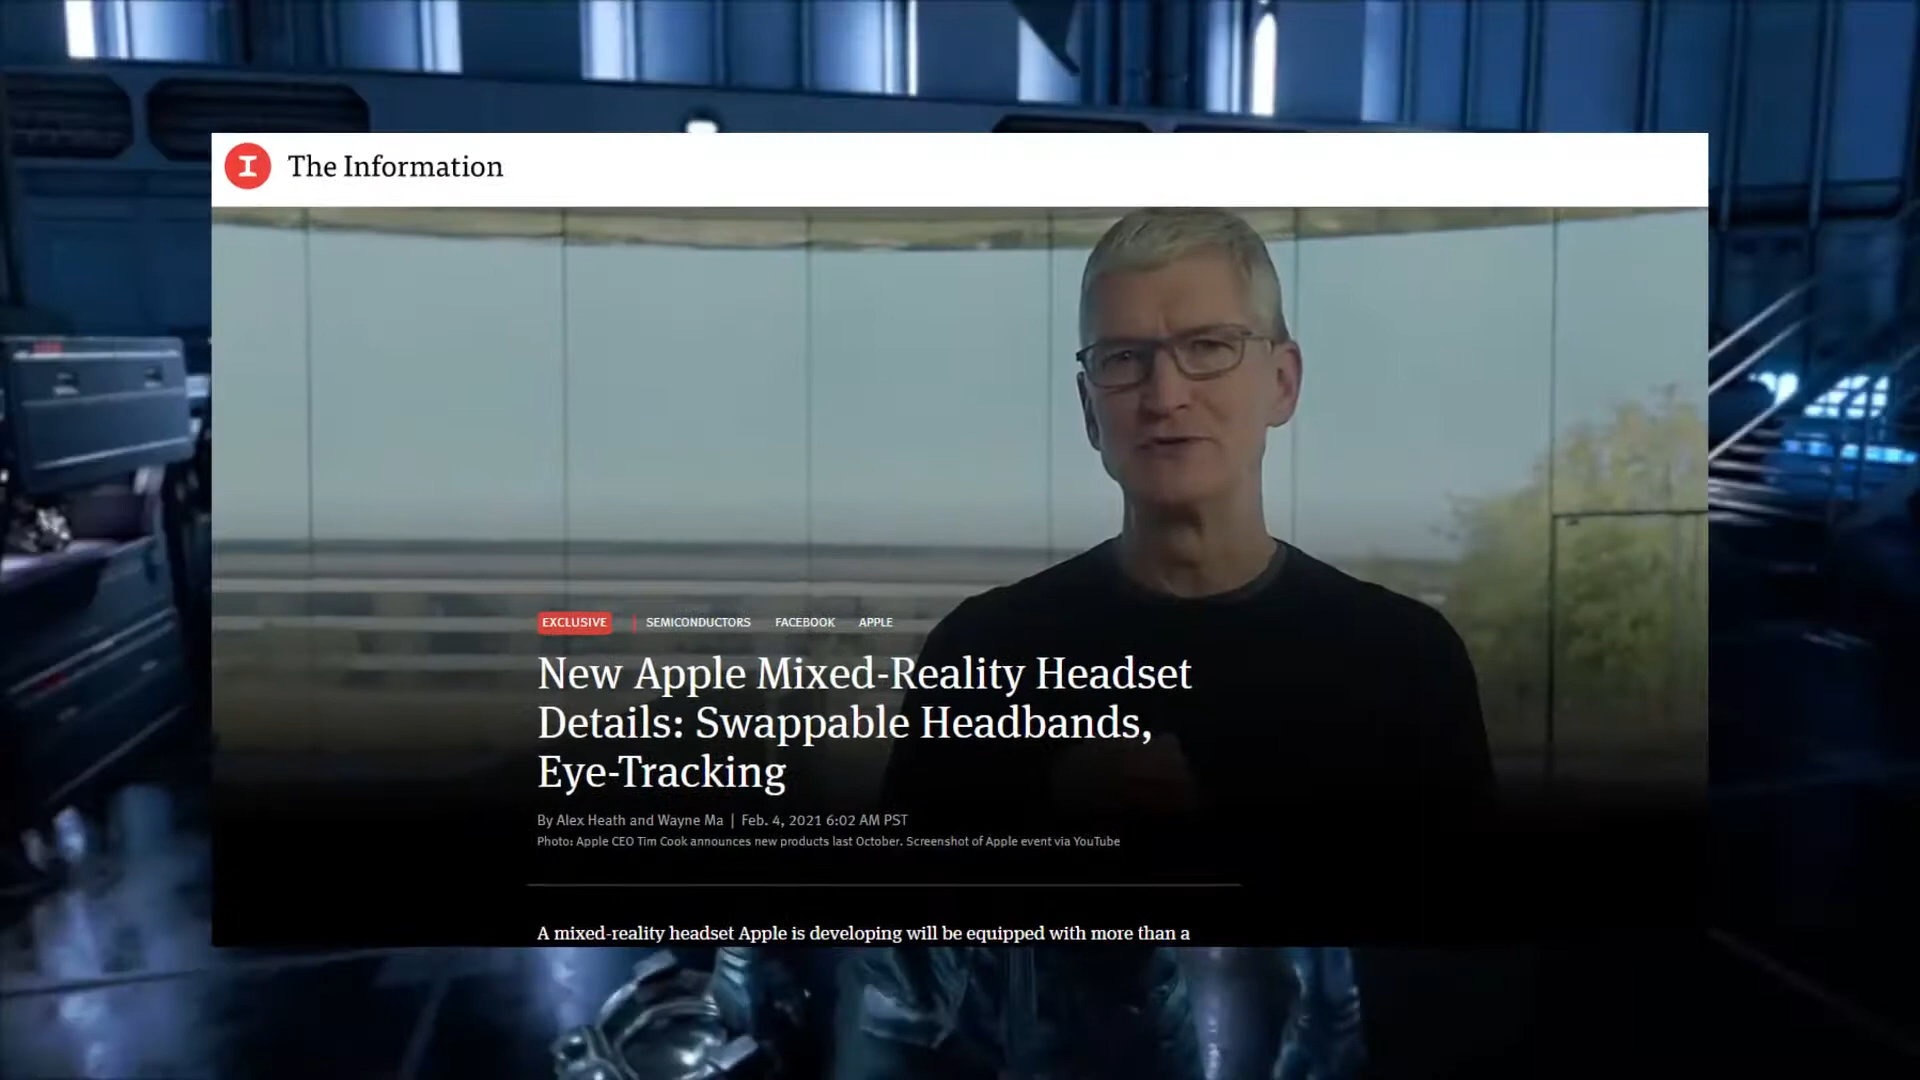 The Information
EXCLUSIVE | SEMICONDUCTORS FACEBOOK APPLE
New Apple Mixed-Reality Headset
Details: Swappable Headbands,
Eye-Tracking
By Alex Heath and Wayne Ma | Feb. 4, 2021 6:02 AM PST
Photo: Apple CEO Tim Cook announces new products last October. Screenshot of Apple event via YouTube
A mixed-reality headset Apple is developing will be equipped with more than a